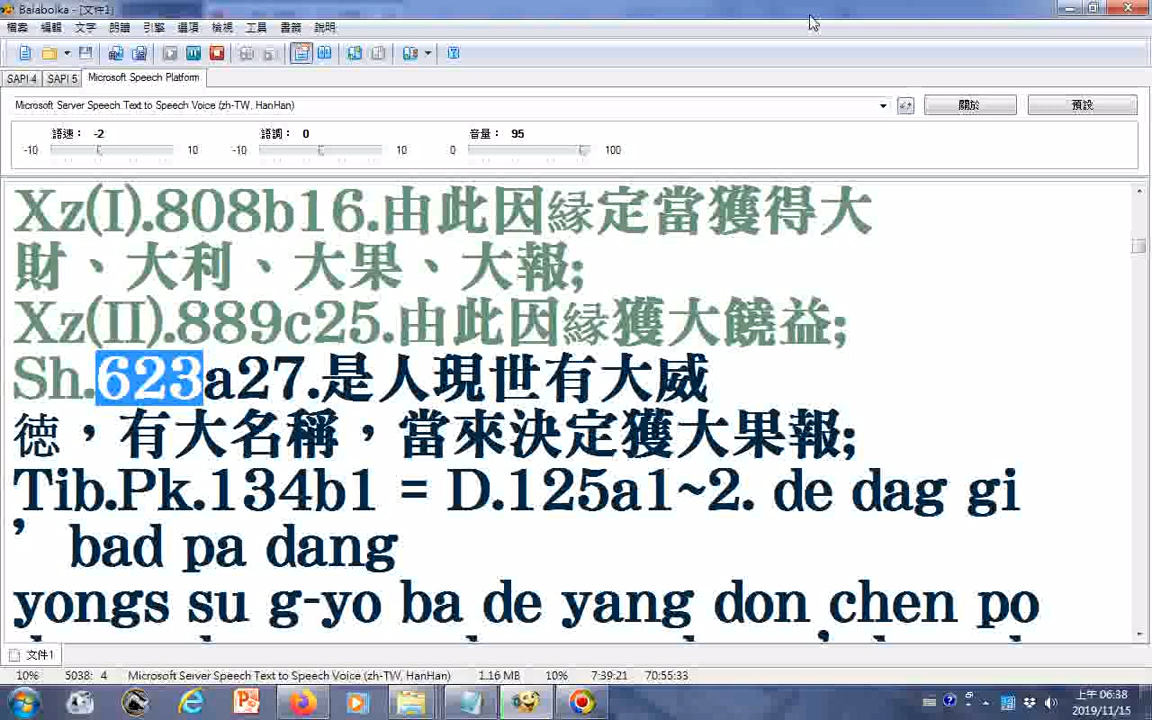 Balabolka - [文件1]
檔案 編輯 文字 朗讀 引擎 選項 檢視 工具 書籤 說明
SAPI 4 SAPI 5 Microsoft Speech Platform
Microsoft Server Speech Text to Speech Voice (zh-TW, HanHan) 關於 預設
語速： -2 語調： 0 音量： 95
-10 10 -10 10 0 100
Xz(I).808b16.由此因縁定當獲得大
財、大利、大果、大報;
Xz(II).889c25.由此因縁獲大饒益;
Sh.623a27.是人現世有大威
徳，有大名稱，當來決定獲大果報;
Tib.Pk.134b1 = D.125a1~2. de dag gi
’ bad pa dang
yongs su g-yo ba de yang don chen po
文件1
10% 5038: 4 Microsoft Server Speech Text to Speech Voice (zh-TW, HanHan) 1.16 MB 10% 7:39:21 70:55:33
上午 06:38
2019/11/15